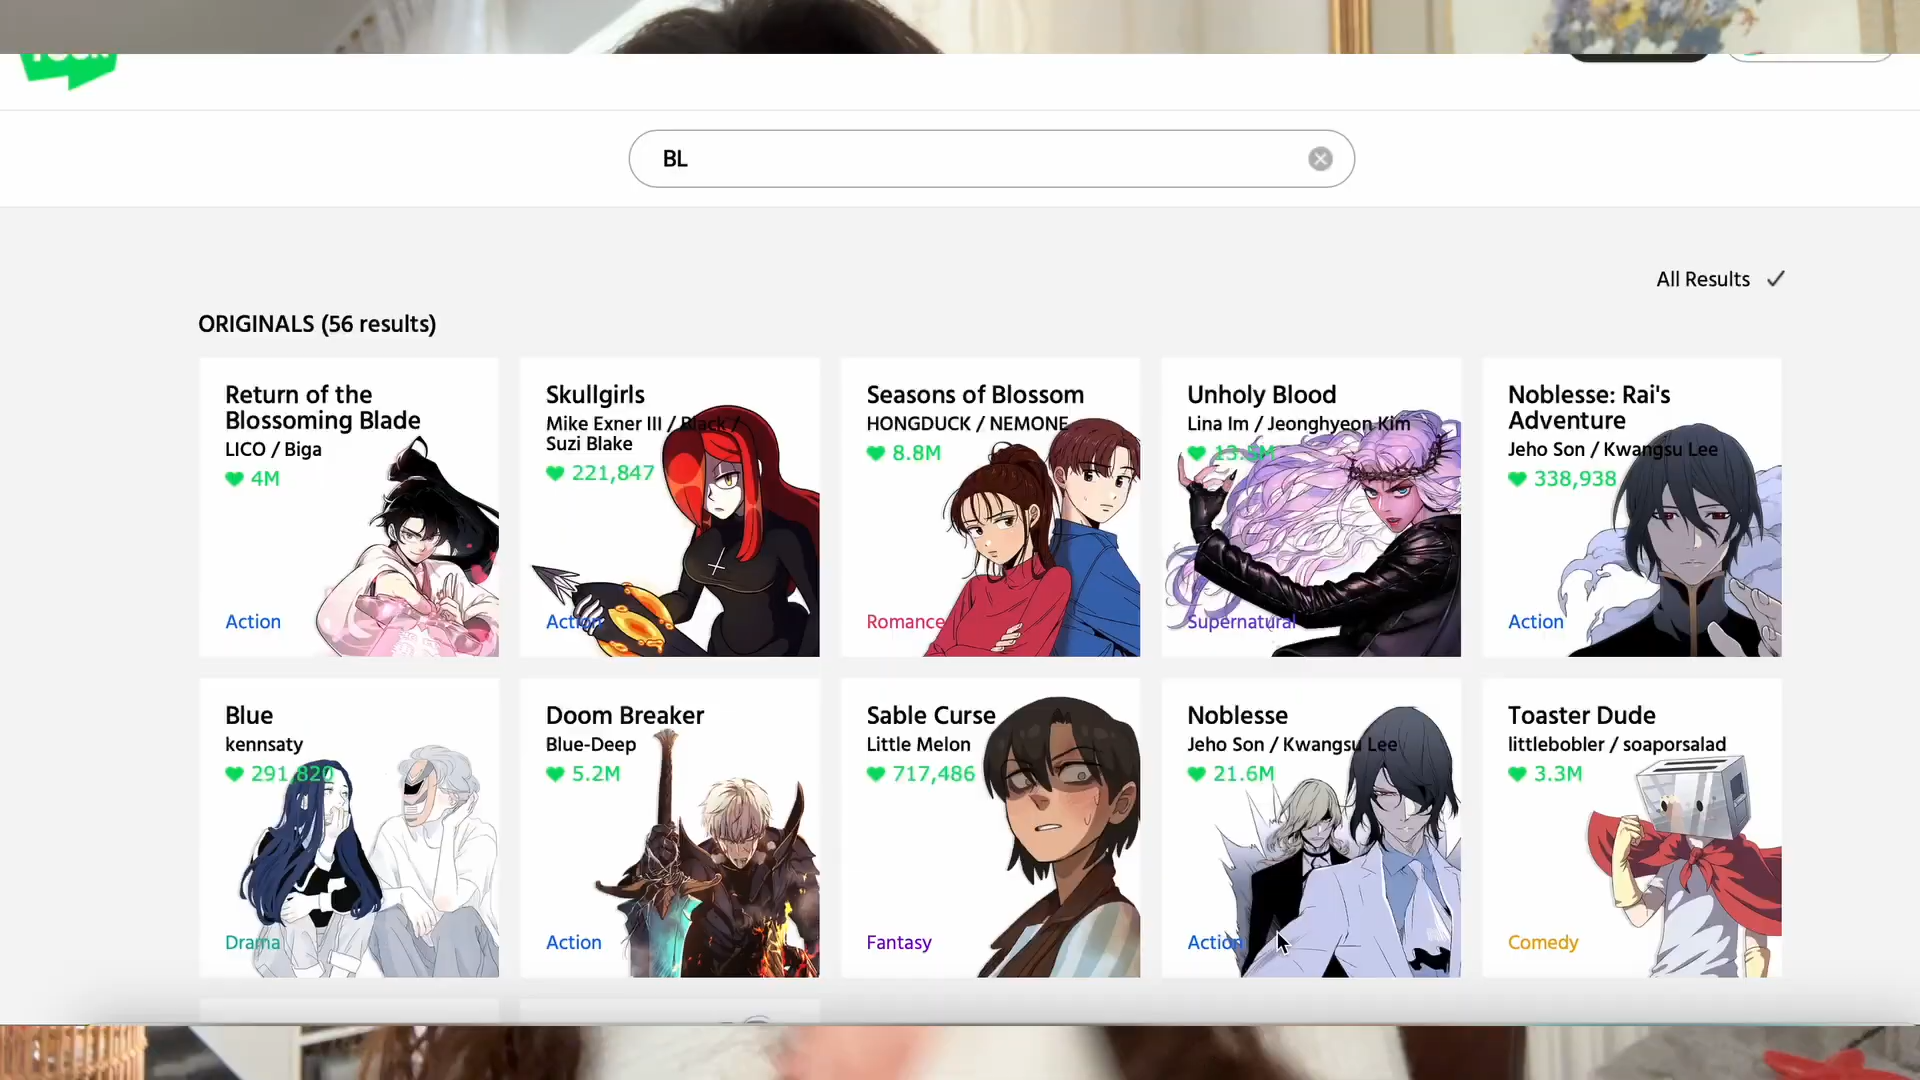 BL
All Results
ORIGINALS (56 results)
Return of the
Blossoming Blade
LICO / Biga
4M
Action
Skullgirls
Mike Exner III / Black /
Suzi Blake
221,847
Action
Seasons of Blossom
HONGDUCK / NEMONE
8.8M
Romance
Unholy Blood
Lina Im / Jeonghyeon Kim
Supernatural
Noblesse: Rai's
Adventure
Jeho Son / Kwangsu Lee
338,938
Action
Blue
kennsaty
291,820
Drama
Doom Breaker
Blue-Deep
5.2M
Action
Sable Curse
Little Melon
717,486
Fantasy
Noblesse
Jeho Son / Kwangsu Lee
21.6M
Action
Toaster Dude
littlebobler / soaporsalad
3.3M
Comedy